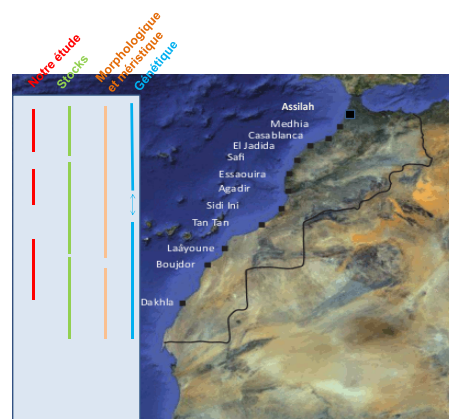 Notre étude
Stocks
Morphologique
et méristique
Génétique
Assilah
Medhia
Casablanca
El Jadida
Safi
Essaouira
Agadir
Sidi Ini
Tan Tan
Laáyoune
Boujdor
Dakhla